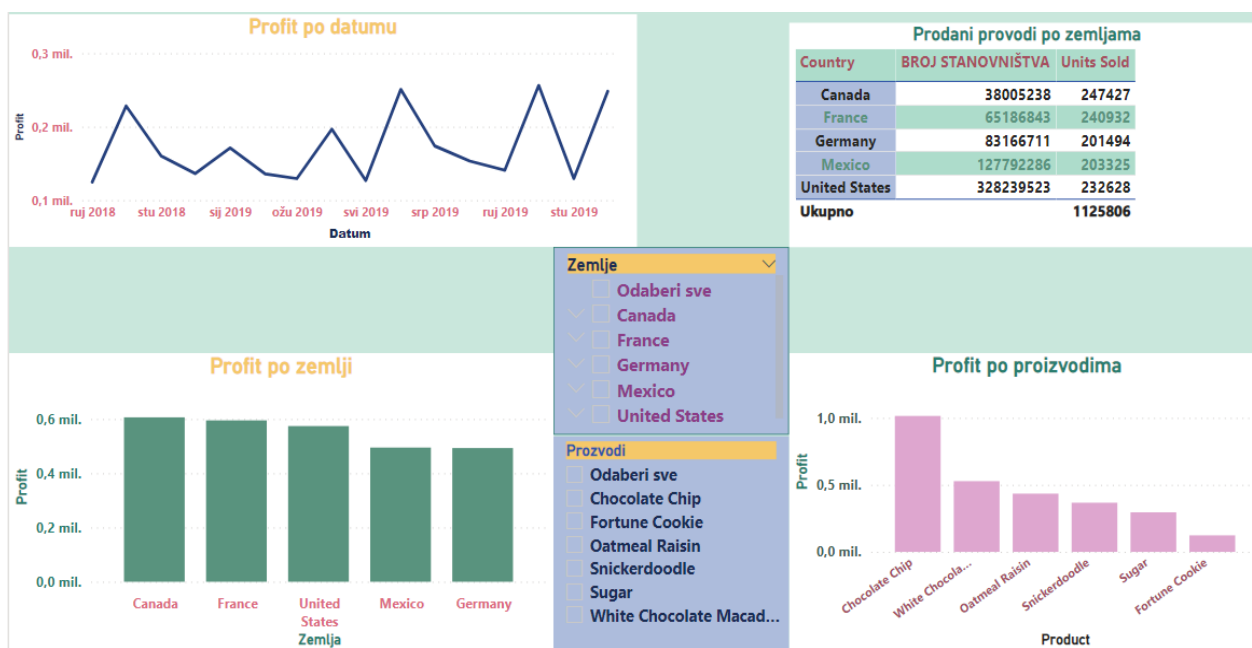 Profit po datumu
0,3 mil.
0,2 mil.
0,1 mil.
Profit
ruj 2018 stu 2018 sij 2019 ožu 2019 svi 2019 srp 2019 ruj 2019 stu 2019
Datum
Prodani provodi po zemljama
Country BROJ STANOVNIŠTVA Units Sold
Canada 38005238 247427
France 65186843 240932
Germany 83166711 201494
Mexico 127792286 203325
United States 328239523 232628
Ukupno 1125806
Zemlje
Odaberi sve
Canada
France
Germany
Mexico
United States
Profit po zemlji
0,6 mil.
0,4 mil.
0,2 mil.
0,0 mil.
Profit
Canada France United States Mexico Germany
Zemlja
Prozvodi
Odaberi sve
Chocolate Chip
Fortune Cookie
Oatmeal Raisin
Snickerdoodle
Sugar
White Chocolate Macad...
Profit po proizvodima
1,0 mil.
0,5 mil.
0,0 mil.
Profit
Chocolate Chip
White Chocola...
Oatmeal Raisin
Snickerdoodle
Sugar
Fortune Cookie
Product